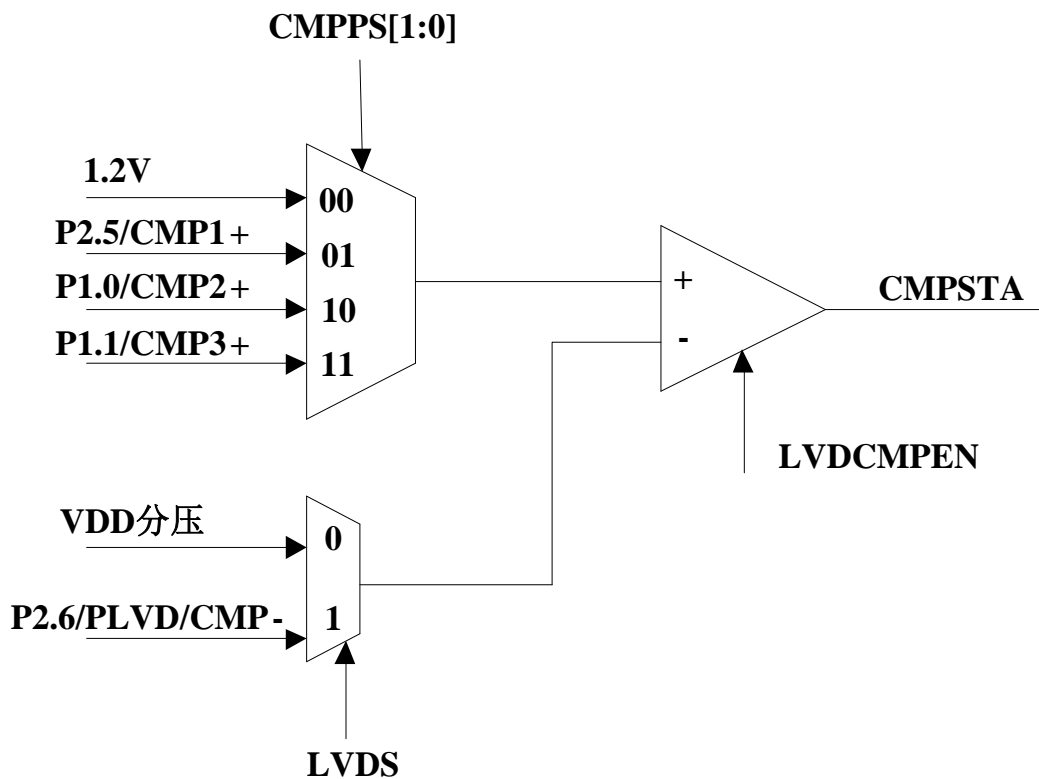 CMPPS[1:0]
1.2V
00
P2.5/CMP1+
01
P1.0/CMP2+
10
P1.1/CMP3+
11
+
-
CMPSTA
LVDCMPEN
VDD分压
0
P2.6/PLVD/CMP-
1
LVDS